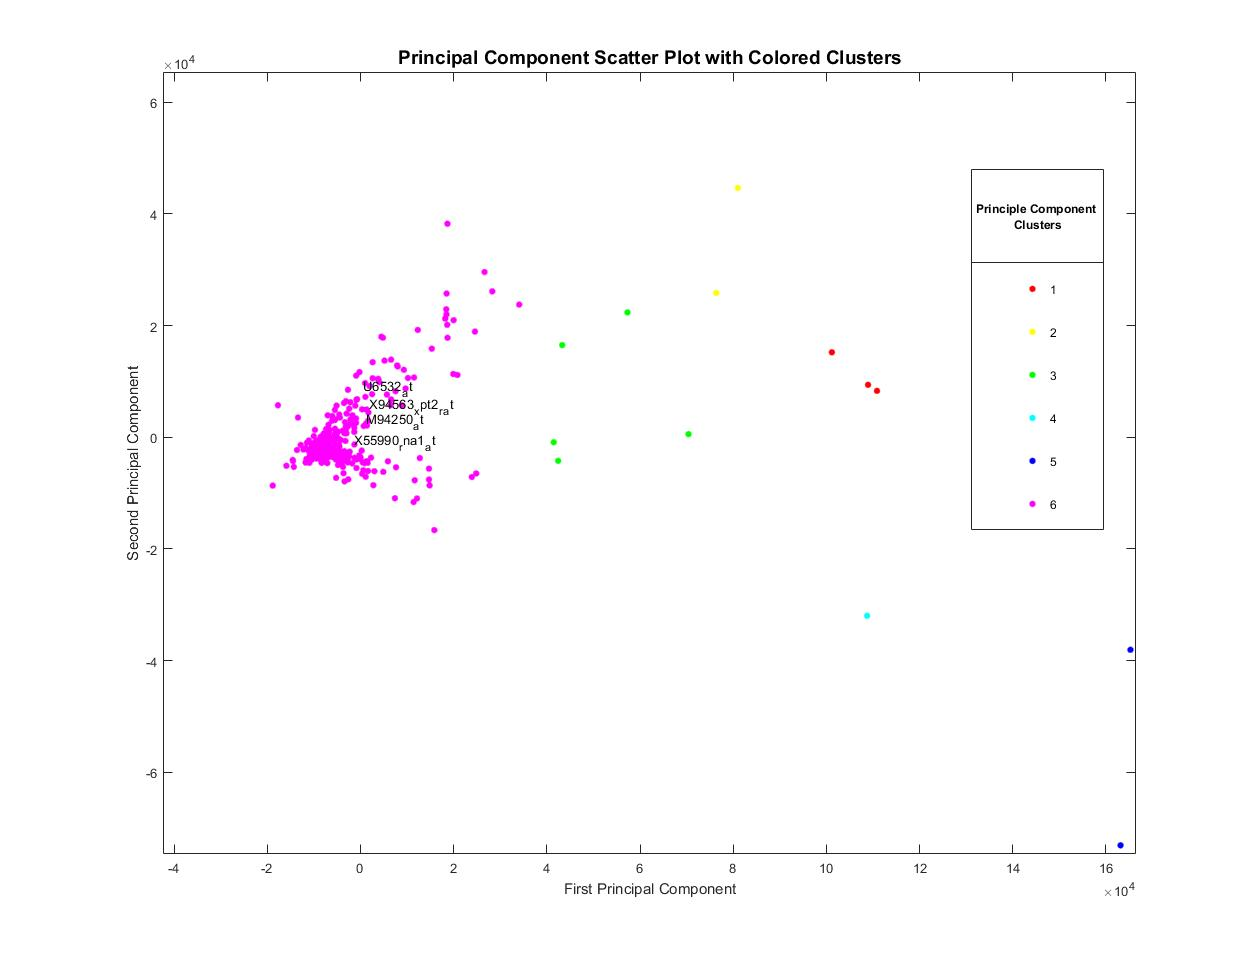 Principal Component Scatter Plot with Colored Clusters
×10^4
6
4
2
0
-2
-4
-6
Second Principal Component
U6532_at
X94563_xpt2_rat
M94250_at
X55990_rna1_at
Principle Component
Clusters
1
2
3
4
5
6
-4 -2 0 2 4 6 8 10 12 14 16
First Principal Component
×10^4